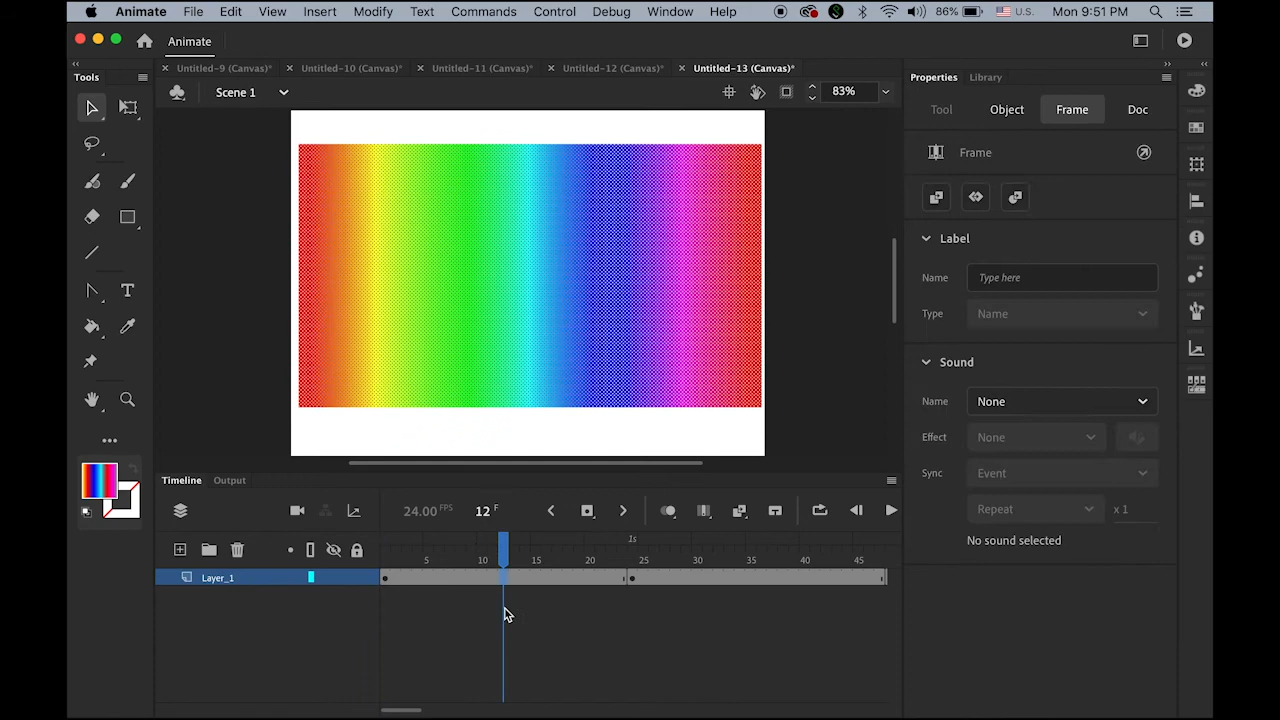 Animate File Edit View Insert Modify Text Commands Control Debug Window Help 86% U.S. Mon 9:51 PM
Animate
Untitled-9 (Canvas)* Untitled-10 (Canvas)* Untitled-11 (Canvas)* Untitled-12 (Canvas)* Untitled-13 (Canvas)*
Tools
Scene 1 83%
Properties Library
Tool Object Frame Doc
Frame
Label
Name Type here
Type Name
Sound
Name None
Effect None
Sync Event
Repeat x 1
No sound selected
T
Timeline Output
24.00 FPS 12 F
1s
5 10 15 20 25 30 35 40 45
Layer_1